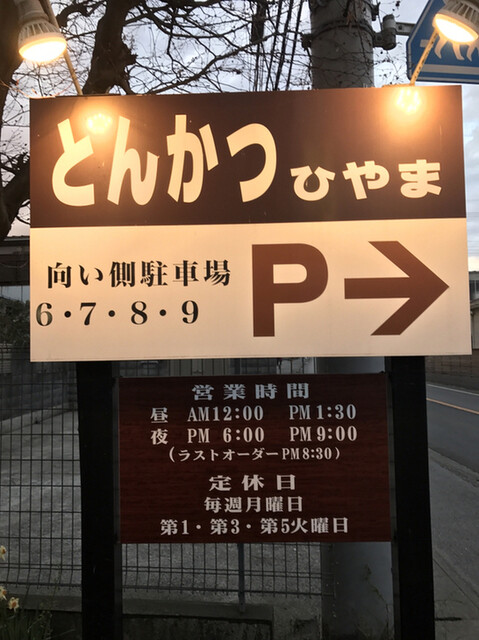 とんかつ ひやま
向い側駐車場
6・7・8・9
P→
営業時間
昼 AM12:00 PM1:30
夜 PM 6:00 PM9:00
(ラストオーダーPM8:30)
定休日
毎週月曜日
第1・第3・第5火曜日